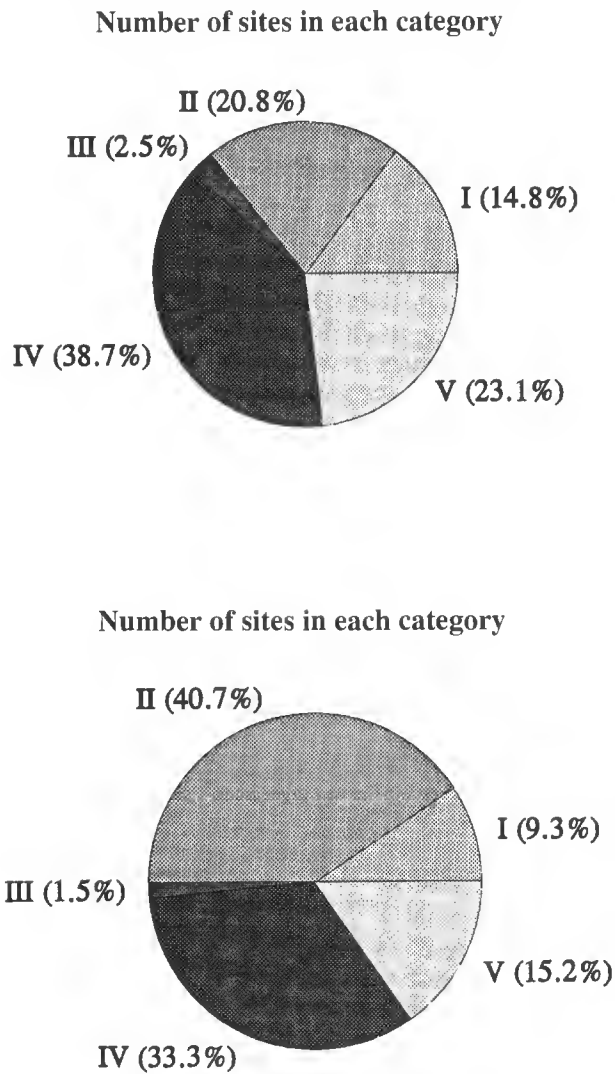 Number of sites in each category
II (20.8%)
III (2.5%)
I (14.8%)
IV (38.7%)
V (23.1%)
Number of sites in each category
II (40.7%)
I (9.3%)
III (1.5%)
V (15.2%)
IV (33.3%)